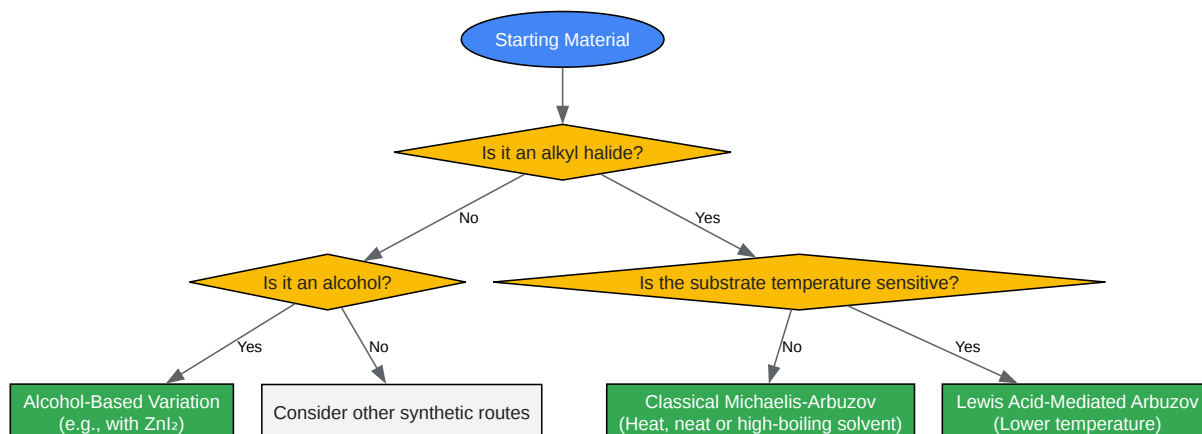 Starting Material
Is it an alkyl halide?
No
Yes
Is it an alcohol?
Is the substrate temperature sensitive?
Yes
No
No
Yes
Alcohol-Based Variation
(e.g., with ZnI₂)
Consider other synthetic routes
Classical Michaelis-Arbuzov
(Heat, neat or high-boiling solvent)
Lewis Acid-Mediated Arbuzov
(Lower temperature)